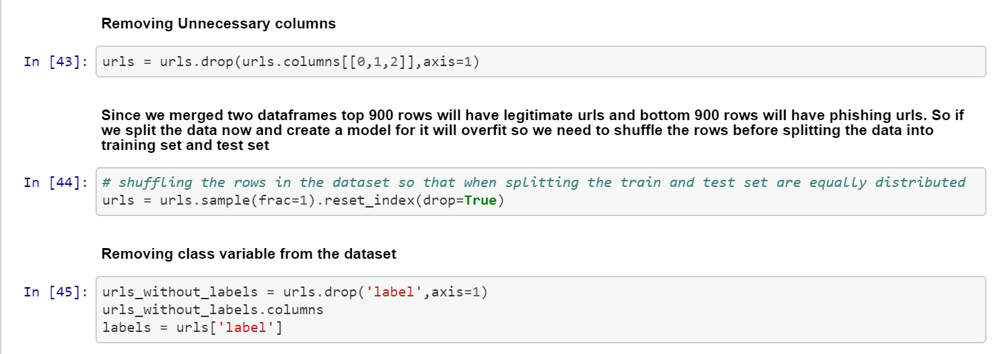 Removing Unnecessary columns
In [43]: urls = urls.drop(urls.columns[[0,1,2]],axis=1)
Since we merged two dataframes top 900 rows will have legitimate urls and bottom 900 rows will have phishing urls. So if
we split the data now and create a model for it will overfit so we need to shuffle the rows before splitting the data into
training set and test set
In [44]: # shuffling the rows in the dataset so that when splitting the train and test set are equally distributed
urls = urls.sample(frac=1).reset_index(drop=True)
Removing class variable from the dataset
In [45]: urls_without_labels = urls.drop('label',axis=1)
urls_without_labels.columns
labels = urls['label']